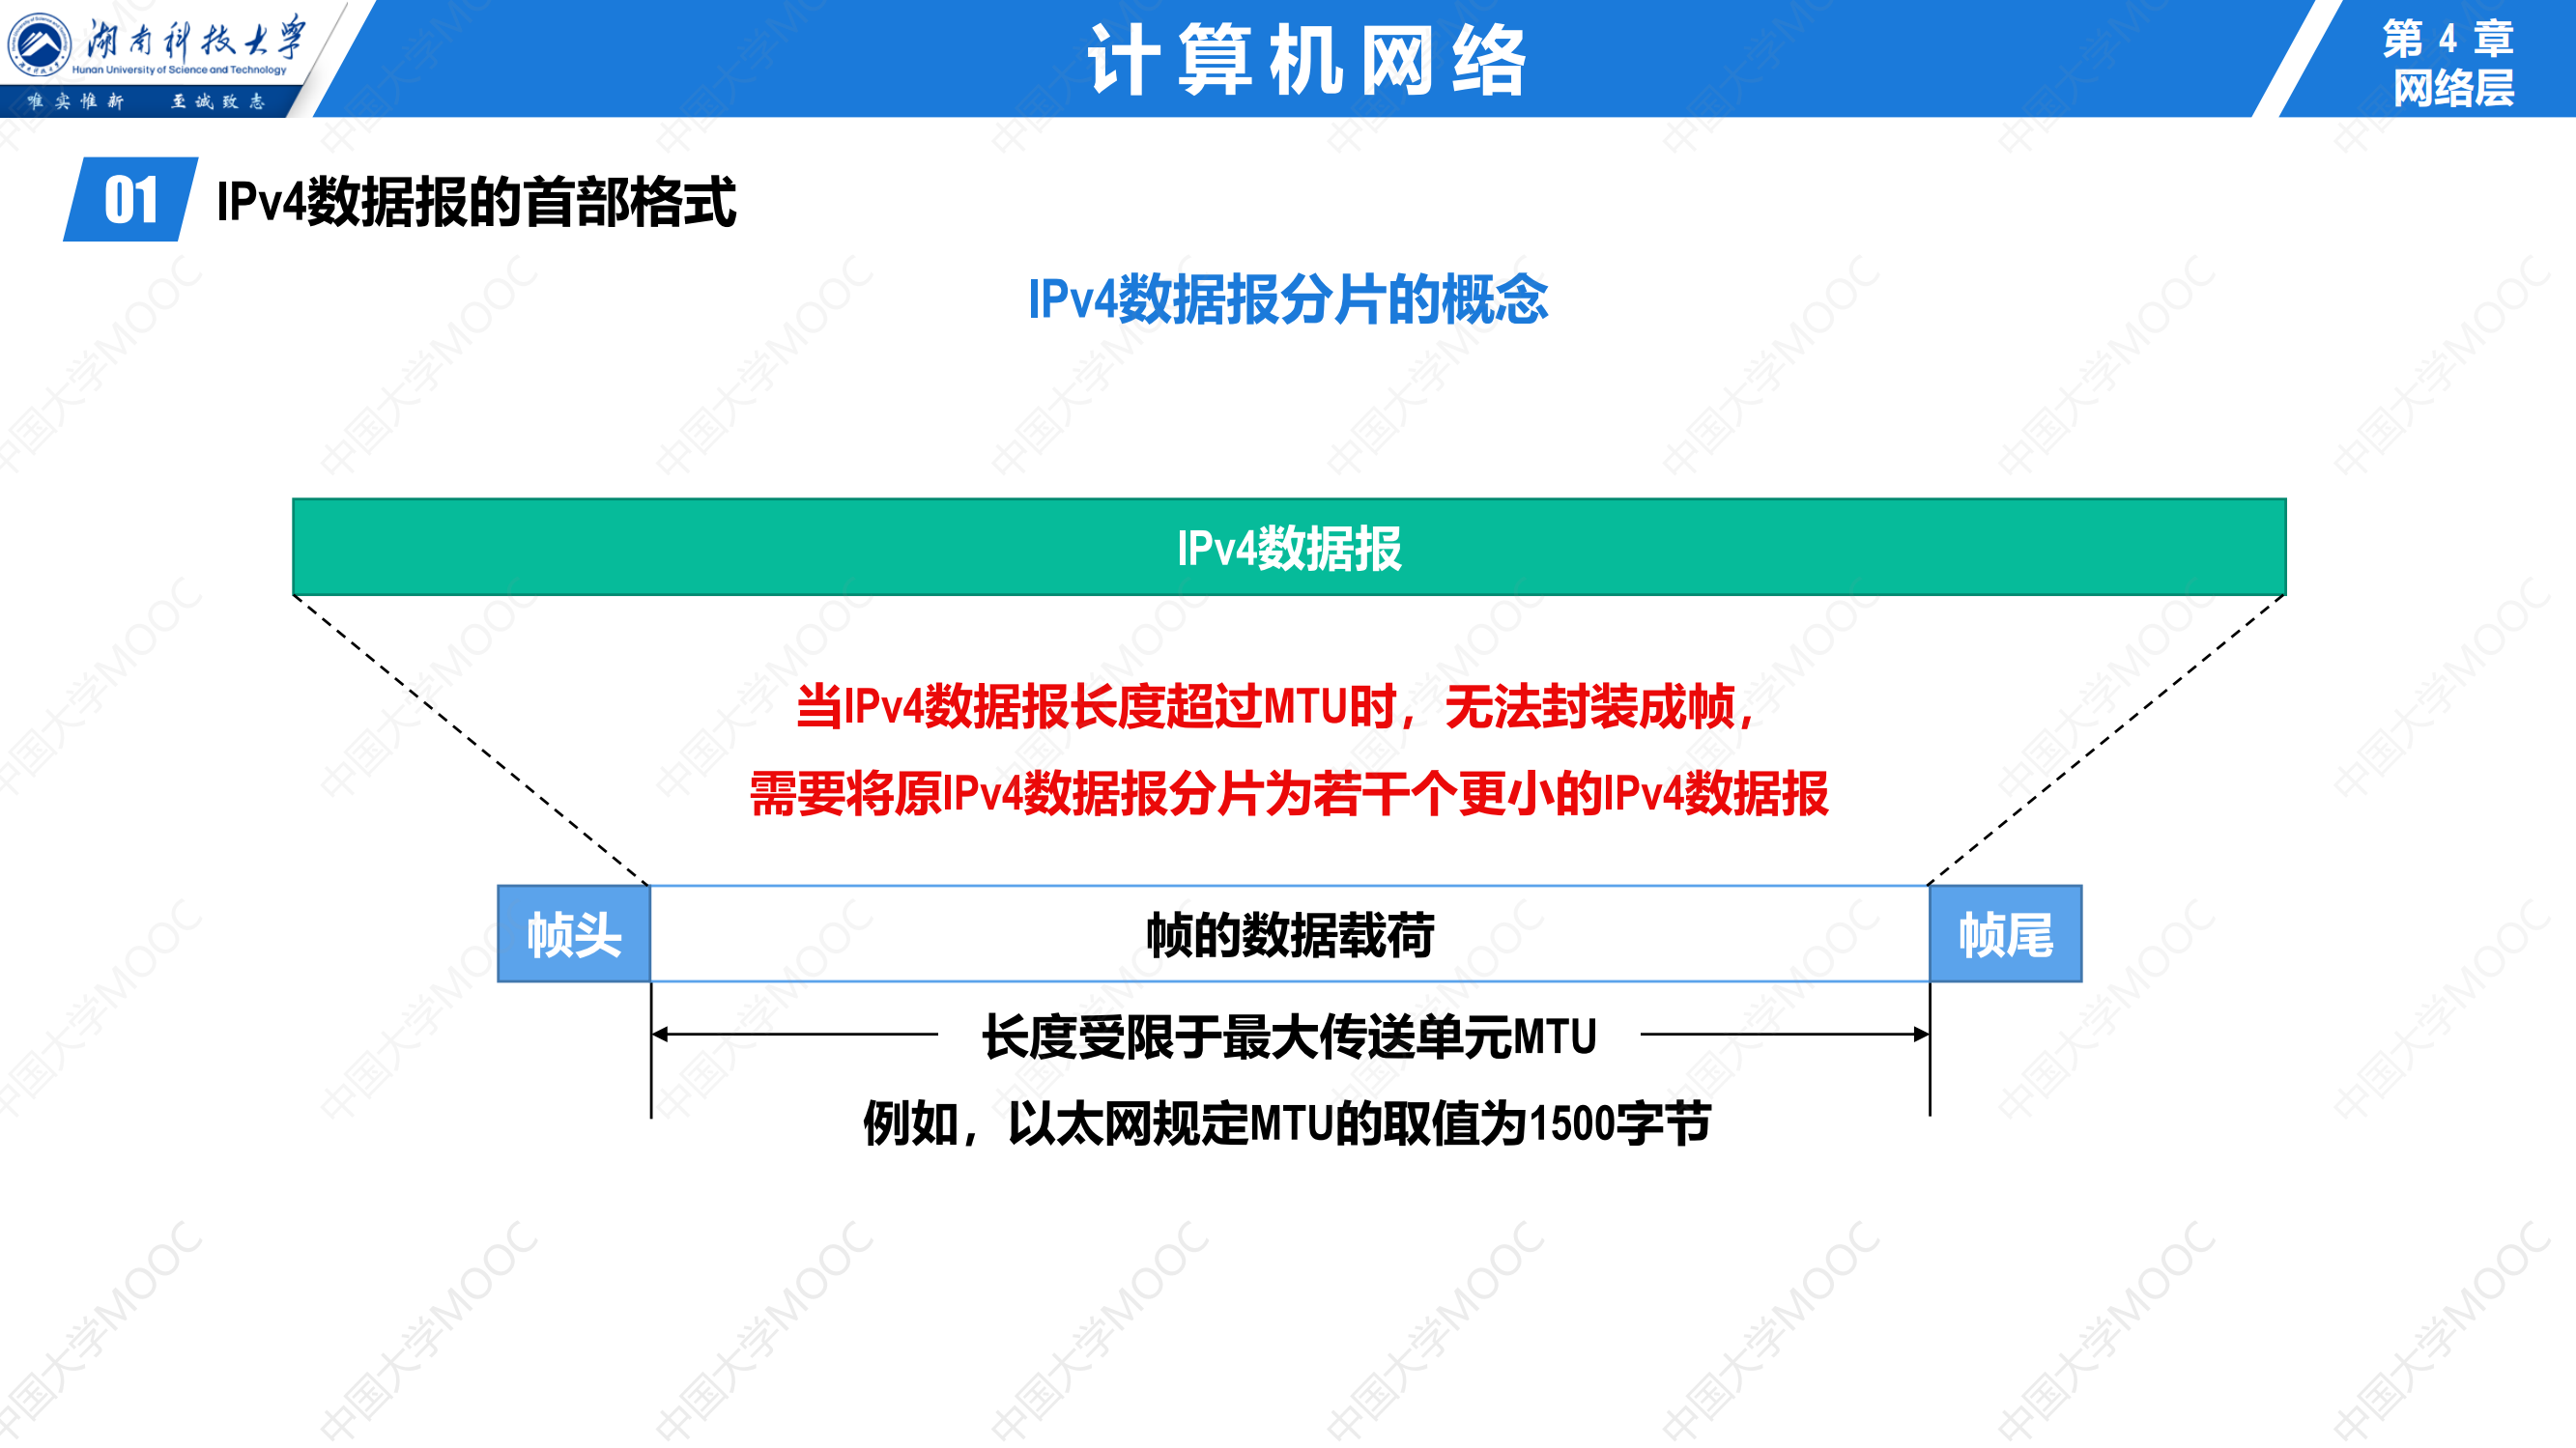 湖南科技大学
Hunan University of Science and Technology
唯实惟新 至诚致志
计算机网络
第 4 章
网络层
01 IPv4数据报的首部格式
IPv4数据报分片的概念
IPv4数据报
当IPv4数据报长度超过MTU时，无法封装成帧，
需要将原IPv4数据报分片为若干个更小的IPv4数据报
帧头 帧的数据载荷 帧尾
长度受限于最大传送单元MTU
例如，以太网规定MTU的取值为1500字节
中国大学MOOC